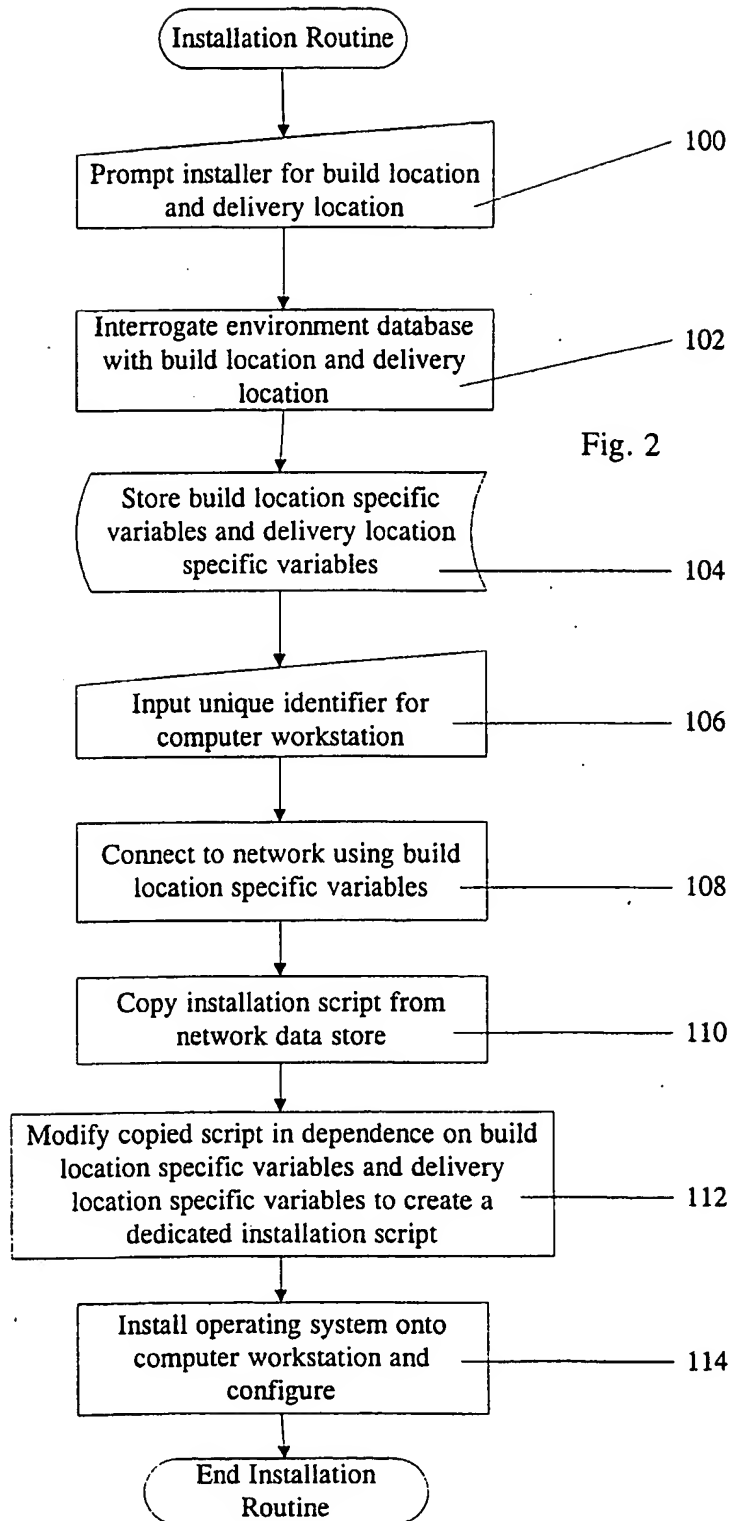 Installation Routine
Prompt installer for build location
and delivery location
100
Interrogate environment database
with build location and delivery
location
102
Fig. 2
Store build location specific
variables and delivery location
specific variables
104
Input unique identifier for
computer workstation
106
Connect to network using build
location specific variables
108
Copy installation script from
network data store
110
Modify copied script in dependence on build
location specific variables and delivery
location specific variables to create a
dedicated installation script
112
Install operating system onto
computer workstation and
configure
114
End Installation
Routine